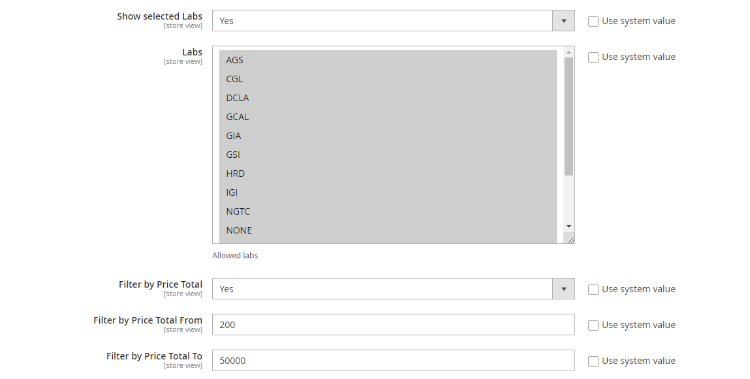 Show selected Labs
[store view]
Yes
Use system value
Labs
[store view]
AGS
CGL
DCLA
GCAL
GIA
GSI
HRD
IGI
NGTC
NONE
Use system value
Allowed labs
Filter by Price Total
[store view]
Yes
Use system value
Filter by Price Total From
[store view]
200
Use system value
Filter by Price Total To
[store view]
50000
Use system value